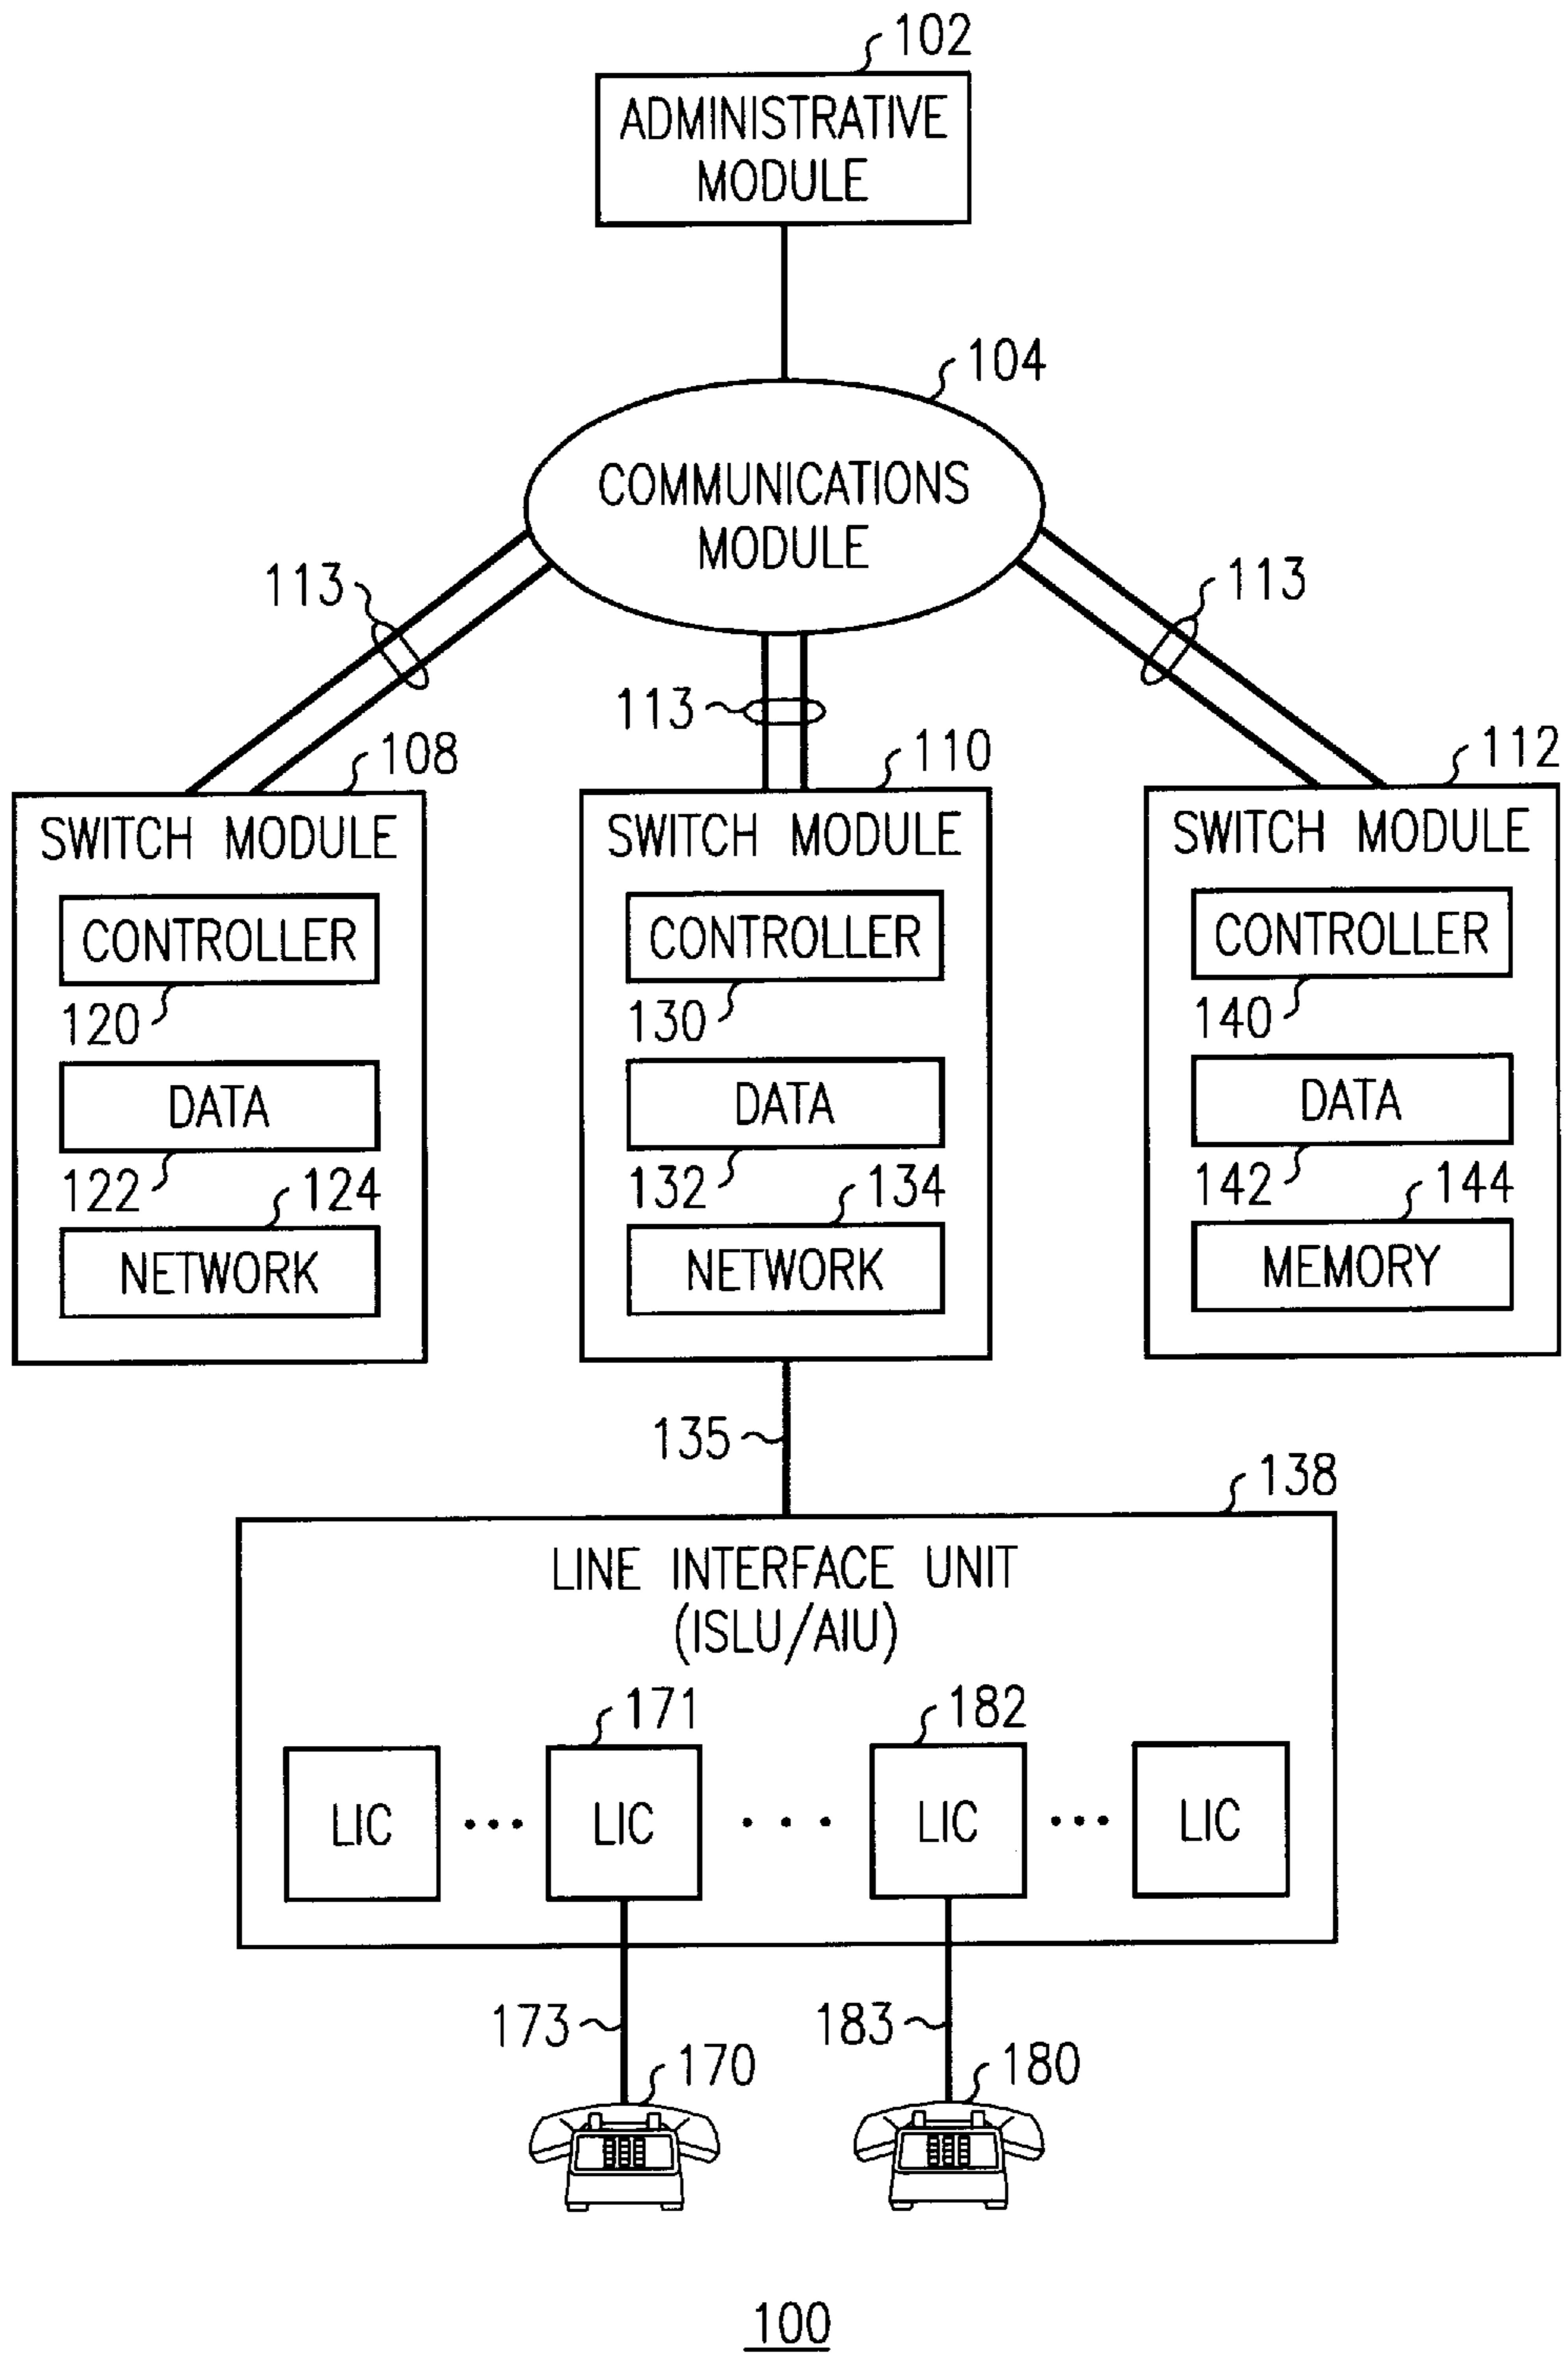 102
ADMINISTRATIVE
MODULE
104
COMMUNICATIONS
MODULE
113
113
113
108
110
112
SWITCH MODULE
SWITCH MODULE
SWITCH MODULE
CONTROLLER
CONTROLLER
CONTROLLER
120
130
140
DATA
DATA
DATA
122
124
132
134
142
144
NETWORK
NETWORK
MEMORY
135
138
LINE INTERFACE UNIT
(ISLU/AIU)
171
182
LIC
•••
LIC
• • •
LIC
•••
LIC
173
183
170
180
100